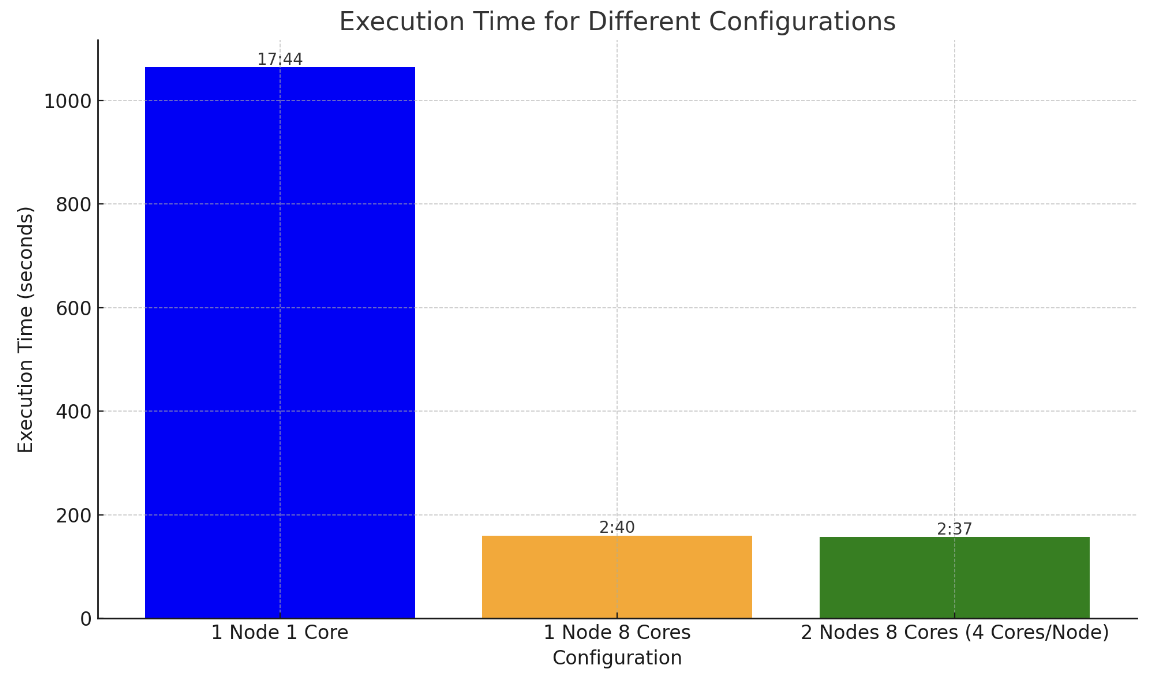 Execution Time for Different Configurations
17:44
1000
800
Execution Time (seconds)
600
400
200
2:40
2:37
0
1 Node 1 Core
1 Node 8 Cores
2 Nodes 8 Cores (4 Cores/Node)
Configuration